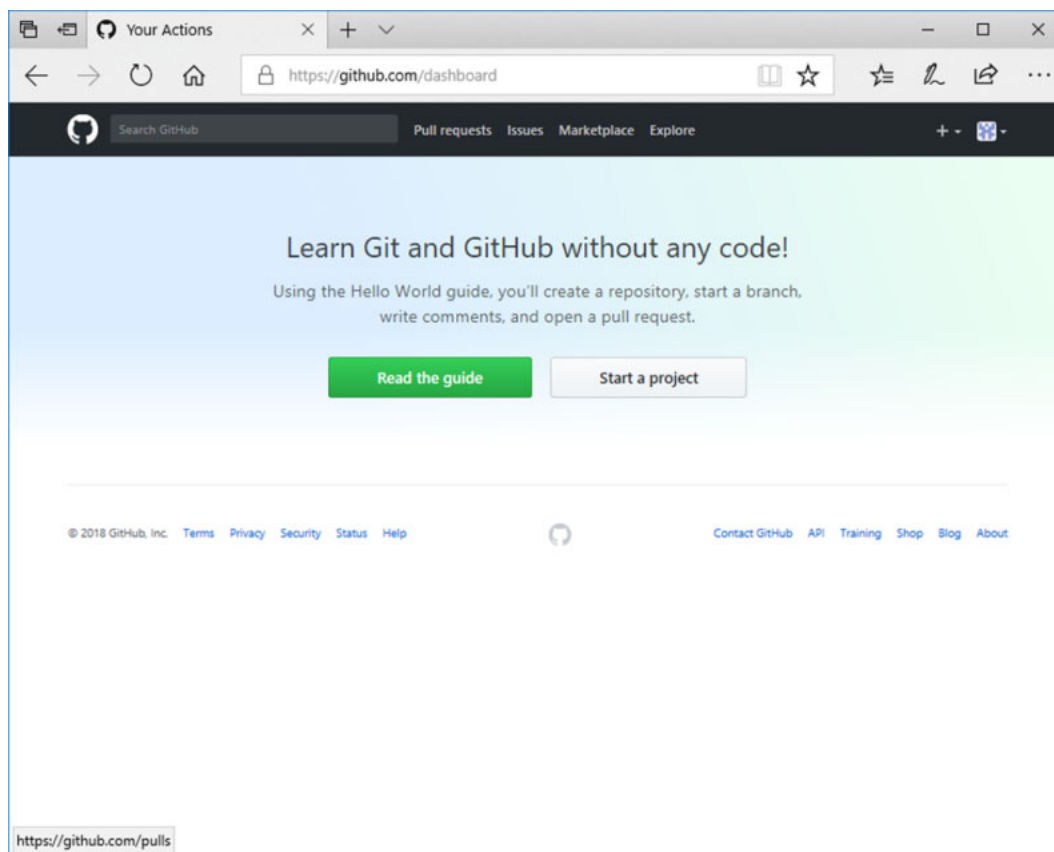 Your Actions
https://github.com/dashboard
Search GitHub
Pull requests Issues Marketplace Explore
Learn Git and GitHub without any code!
Using the Hello World guide, you'll create a repository, start a branch,
write comments, and open a pull request.
Read the guide
Start a project
© 2018 GitHub, Inc. Terms Privacy Security Status Help
Contact GitHub API Training Shop Blog About
https://github.com/pulls